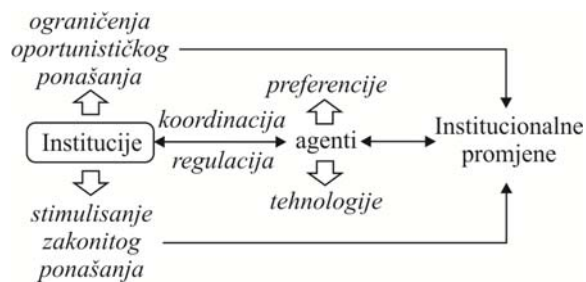 ograničenja
oportunističkog
ponašanja
preferencije
koordinacija
Institucije
agenti
Institucionalne
promjene
regulacija
tehnologije
stimulisanje
zakonitog
ponašanja